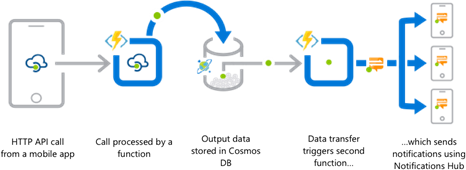 HTTP API call
from a mobile app
Call processed by a
function
Output data
stored in Cosmos
DB
Data transfer
triggers second
function...
...which sends
notifications using
Notifications Hub